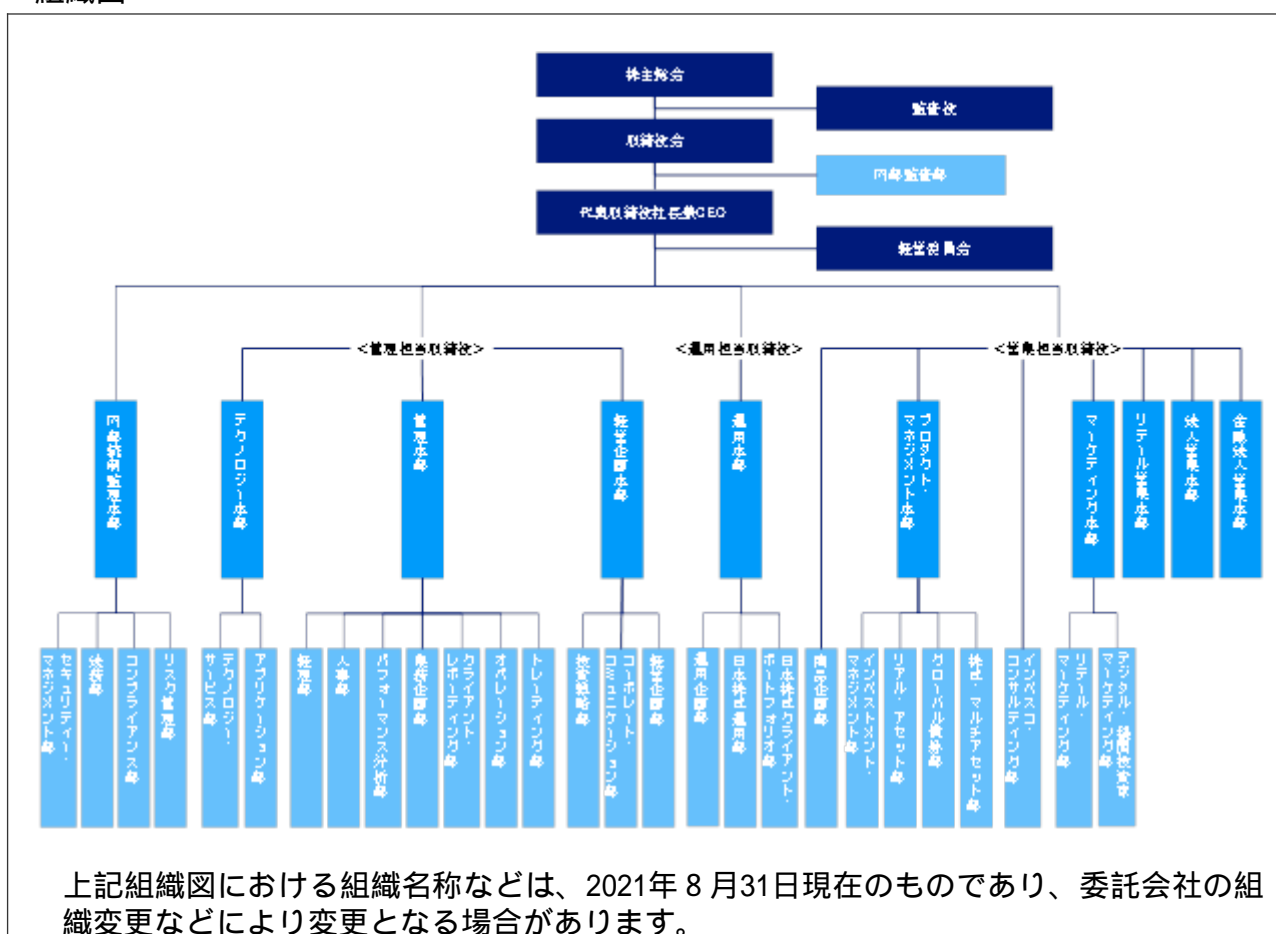 株主総会
監査役
取締役会
内部監査部
代表取締役社長兼CEO
経営委員会
<管理担当取締役>
<運用担当取締役>
<営業担当取締役>
内部統制監理本部
テクノロジー本部
管理本部
経営企画本部
運用本部
プロダクト・
マネジメント本部
マーケティング本部
リテール営業本部
法人営業本部
金融法人営業本部
セキュリティー・
マネジメント部
法務部
コンプライアンス部
リスク管理部
テクノロジー・
サービス部
アプリケーション部
経理部
人事部
パフォーマンス分析部
業務企画部
クライアント・
レポーティング部
オペレーション部
トレーディング部
投資戦略部
コーポレート・
コミュニケーション部
経営企画部
運用企画部
日本株式運用部
日本株式クライアント・
ポートフォリオ部
商品企画部
インベストメント・
マネジメント部
リアル・アセット部
グローバル債券部
株式・マルチアセット部
インベスコ・
コンサルティング部
リテール・
マーケティング部
デジタル・機関投資家
マーケティング部
上記組織図における組織名称などは、2021年8月31日現在のものであり、委託会社の組
織変更などにより変更となる場合があります。